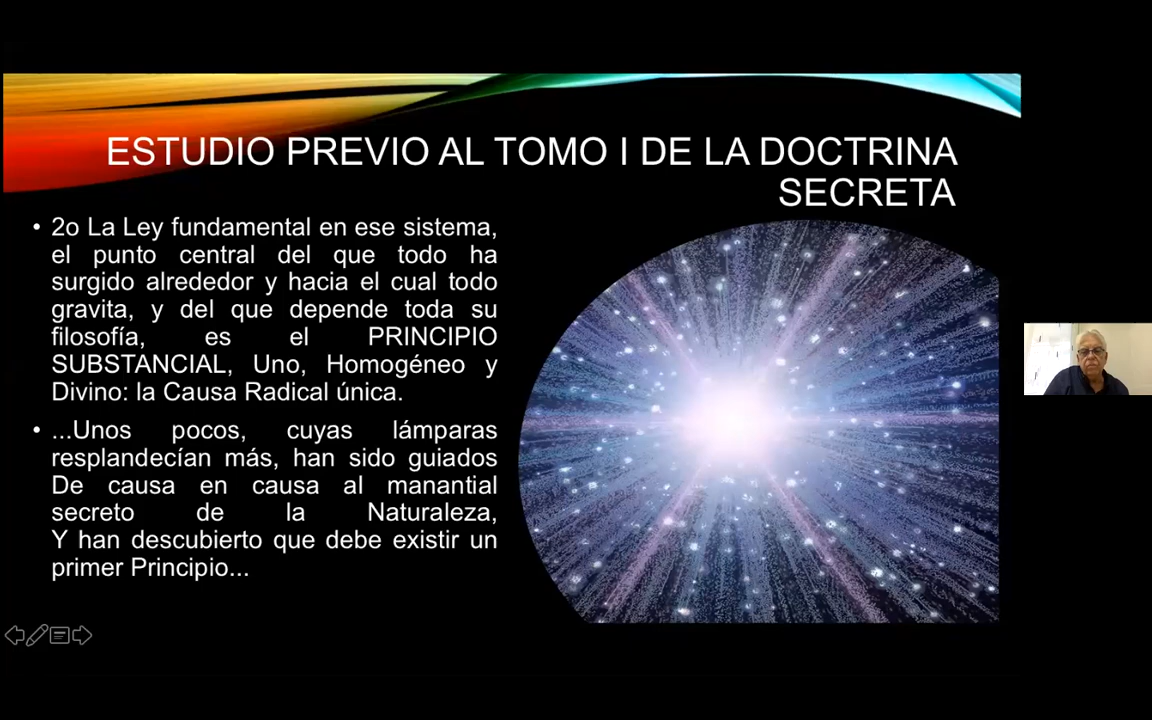 ESTUDIO PREVIO AL TOMO I DE LA DOCTRINA
SECRETA
• 2o La Ley fundamental en ese sistema,
el punto central del que todo ha
surgido alrededor y hacia el cual todo
gravita, y del que depende toda su
filosofía, es el PRINCIPIO
SUBSTANCIAL, Uno, Homogéneo y
Divino: la Causa Radical única.
• ...Unos pocos, cuyas lámparas
resplandecían más, han sido guiados
De causa en causa al manantial
secreto de la Naturaleza,
Y han descubierto que debe existir un
primer Principio...